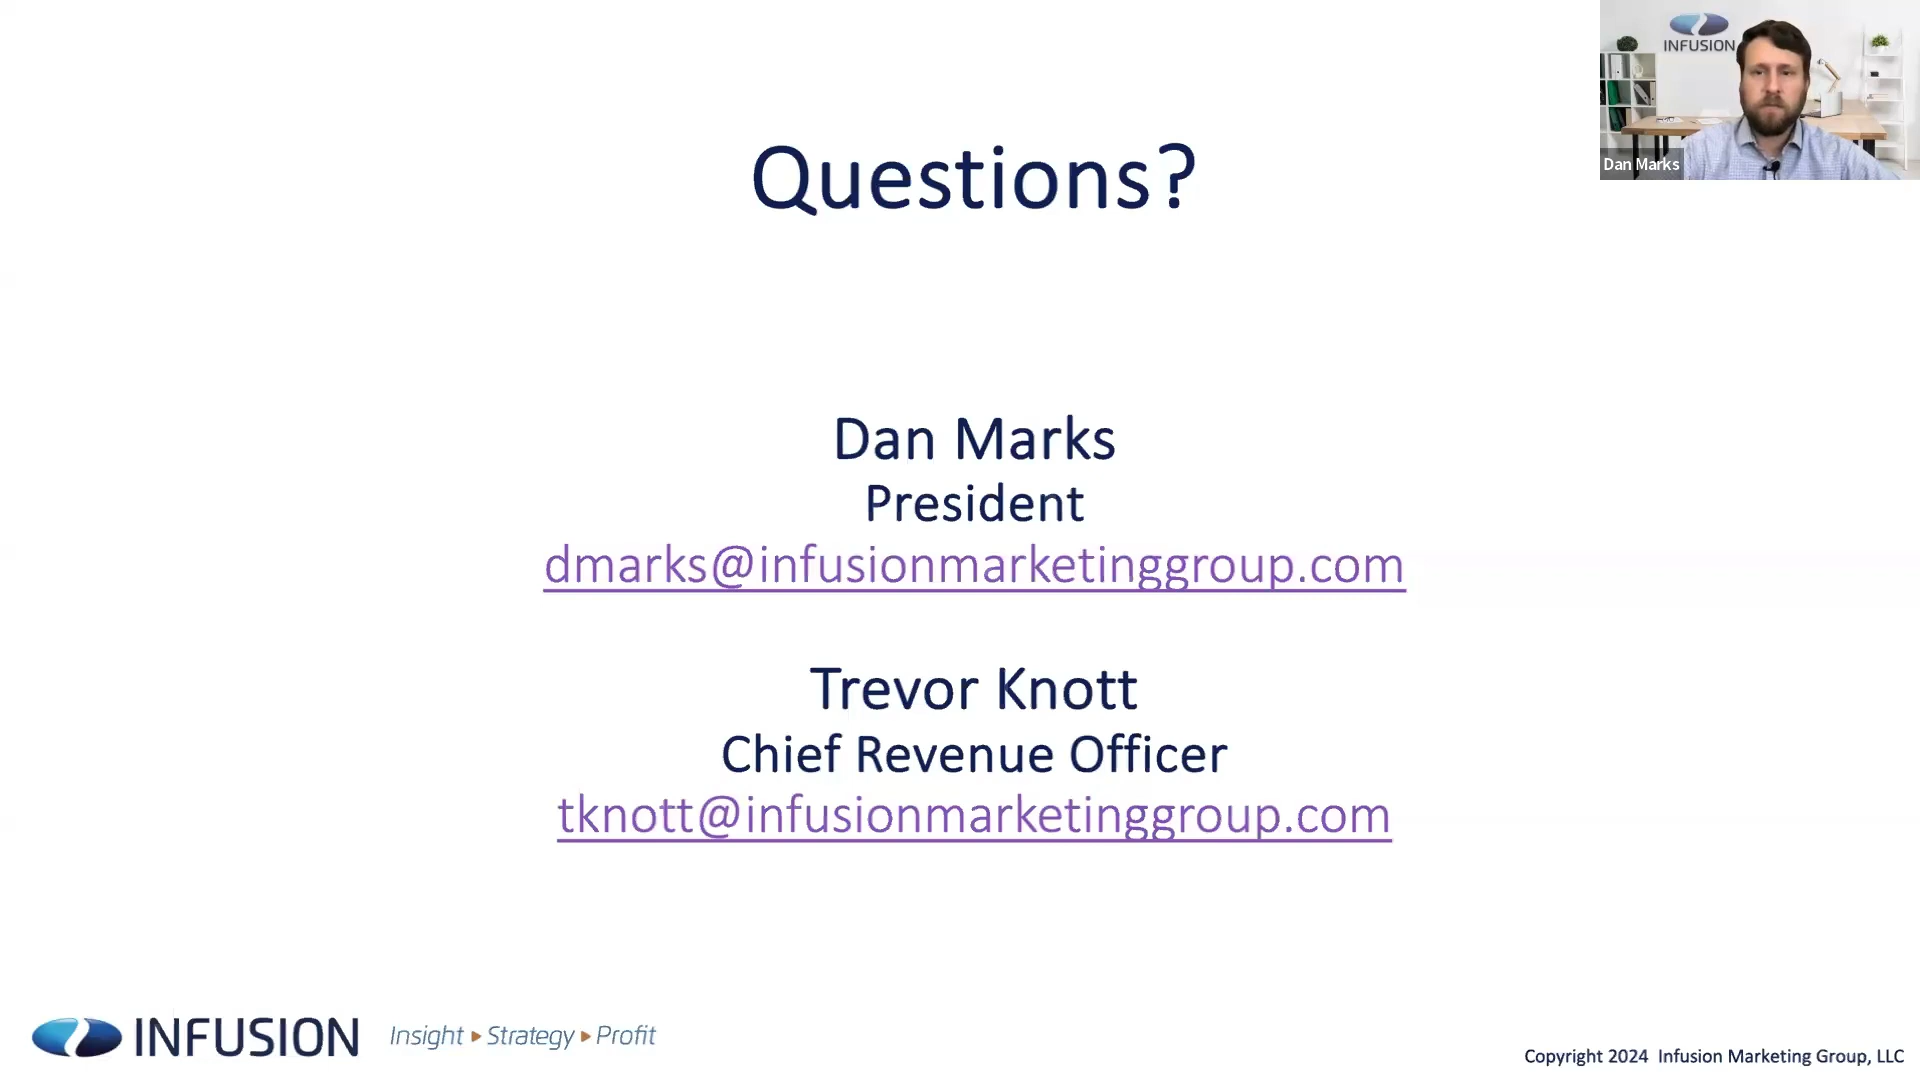 INFUSION
Dan Marks
Questions?
Dan Marks
President
dmarks@infusionmarketinggroup.com
Trevor Knott
Chief Revenue Officer
tknott@infusionmarketinggroup.com
INFUSION
Insight ▸ Strategy ▸ Profit
Copyright 2024 Infusion Marketing Group, LLC